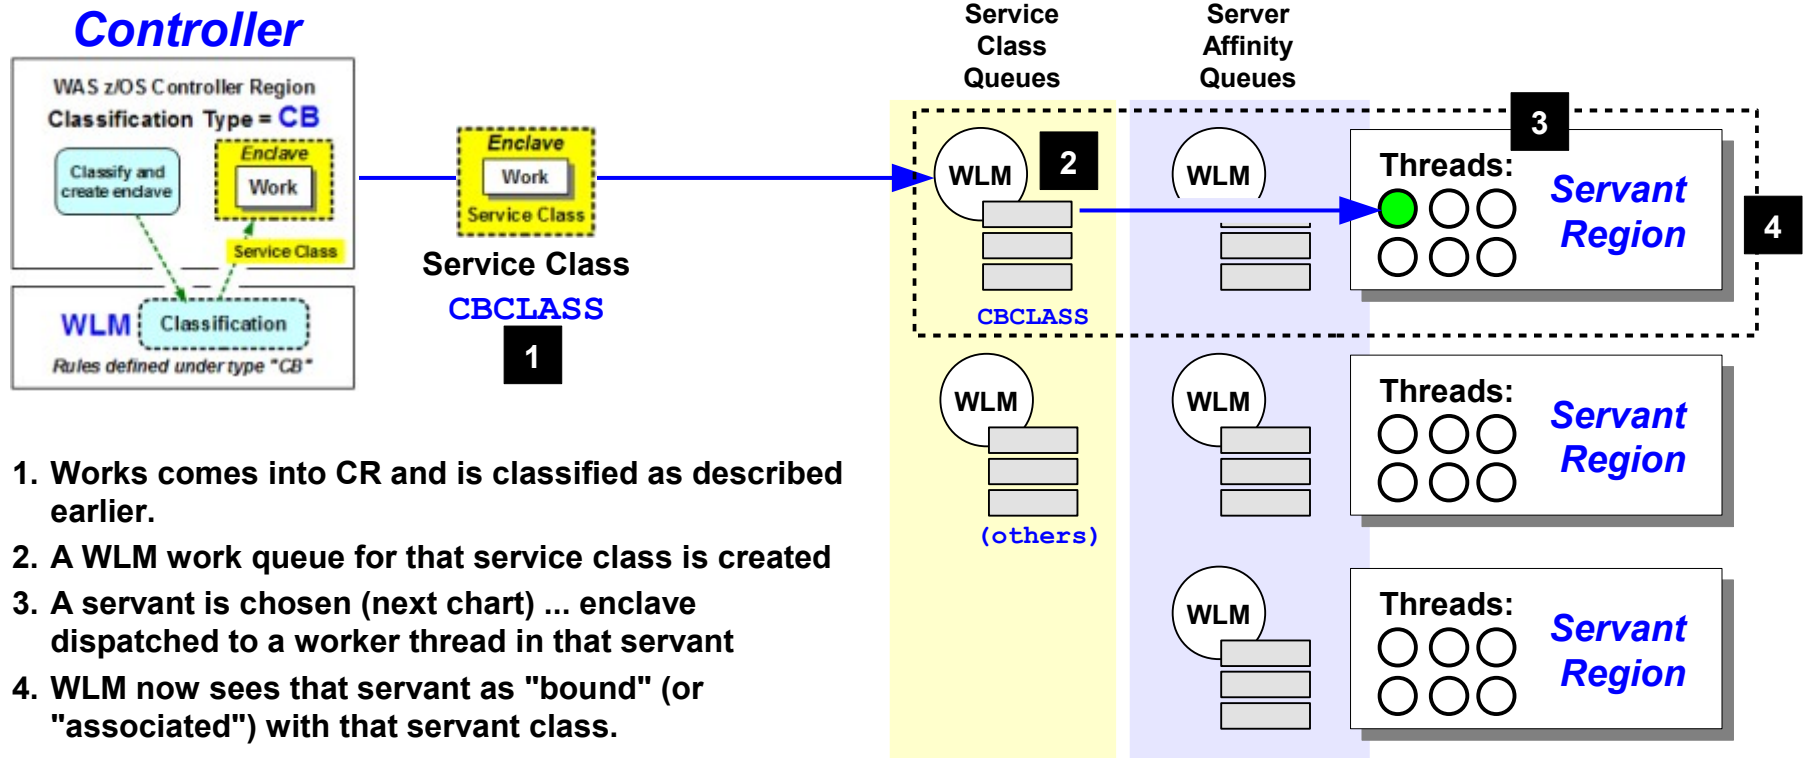 Controller
WAS z/OS Controller Region
Classification Type = CB
Classify and
create enclave
Enclave
Work
Service Class
WLM
Classification
Rules defined under type "CB"
Enclave
Work
Service Class
Service Class
CBCLASS
1
Service
Class
Queues
Server
Affinity
Queues
WLM
2
CBCLASS
WLM
3
Threads:
Servant
Region
4
WLM
(others)
WLM
Threads:
Servant
Region
WLM
Threads:
Servant
Region
1. Works comes into CR and is classified as described
earlier.
2. A WLM work queue for that service class is created
3. A servant is chosen (next chart) ... enclave
dispatched to a worker thread in that servant
4. WLM now sees that servant as "bound" (or
"associated") with that servant class.